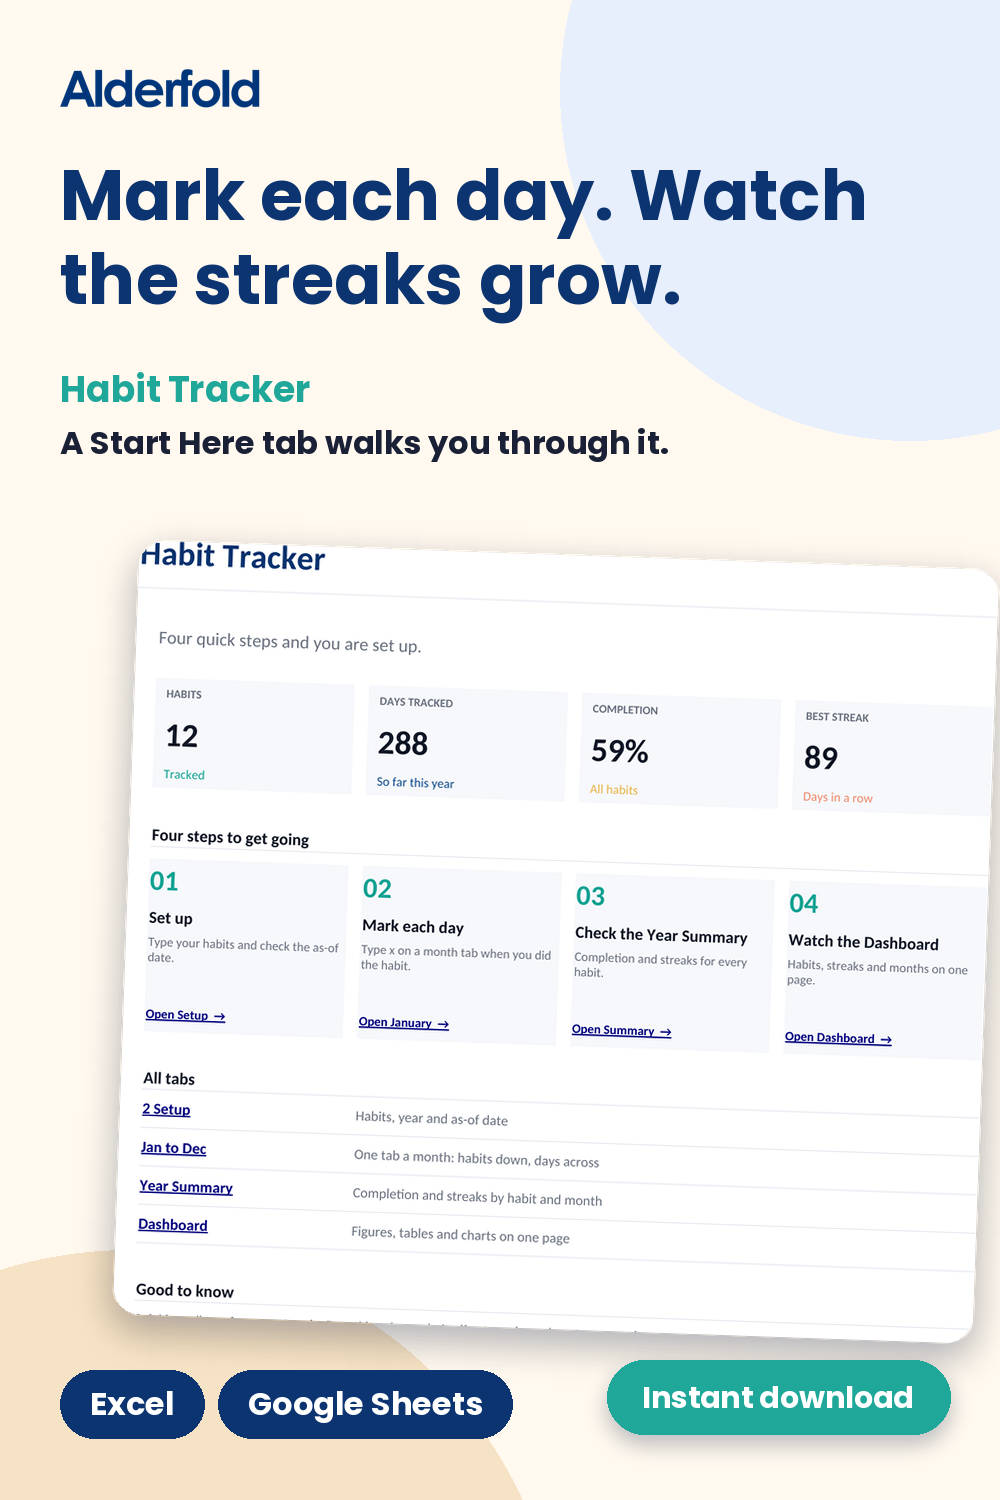 Alderfold
Mark each day. Watch
the streaks grow.
Habit Tracker
A Start Here tab walks you through it.
Habit Tracker
Four quick steps and you are set up.
HABITS
12
Tracked
DAYS TRACKED
288
So far this year
COMPLETION
59%
All habits
BEST STREAK
89
Days in a row
Four steps to get going
01
Set up
Type your habits and check the as-of
date.
Open Setup →
02
Mark each day
Type x on a month tab when you did
the habit.
Open January →
03
Check the Year Summary
Completion and streaks for every
habit.
Open Summary →
04
Watch the Dashboard
Habits, streaks and months on one
page.
Open Dashboard →
All tabs
2 Setup
Habits, year and as-of date
Jan to Dec
One tab a month: habits down, days across
Year Summary
Completion and streaks by habit and month
Dashboard
Figures, tables and charts on one page
Good to know
Excel
Google Sheets
Instant download